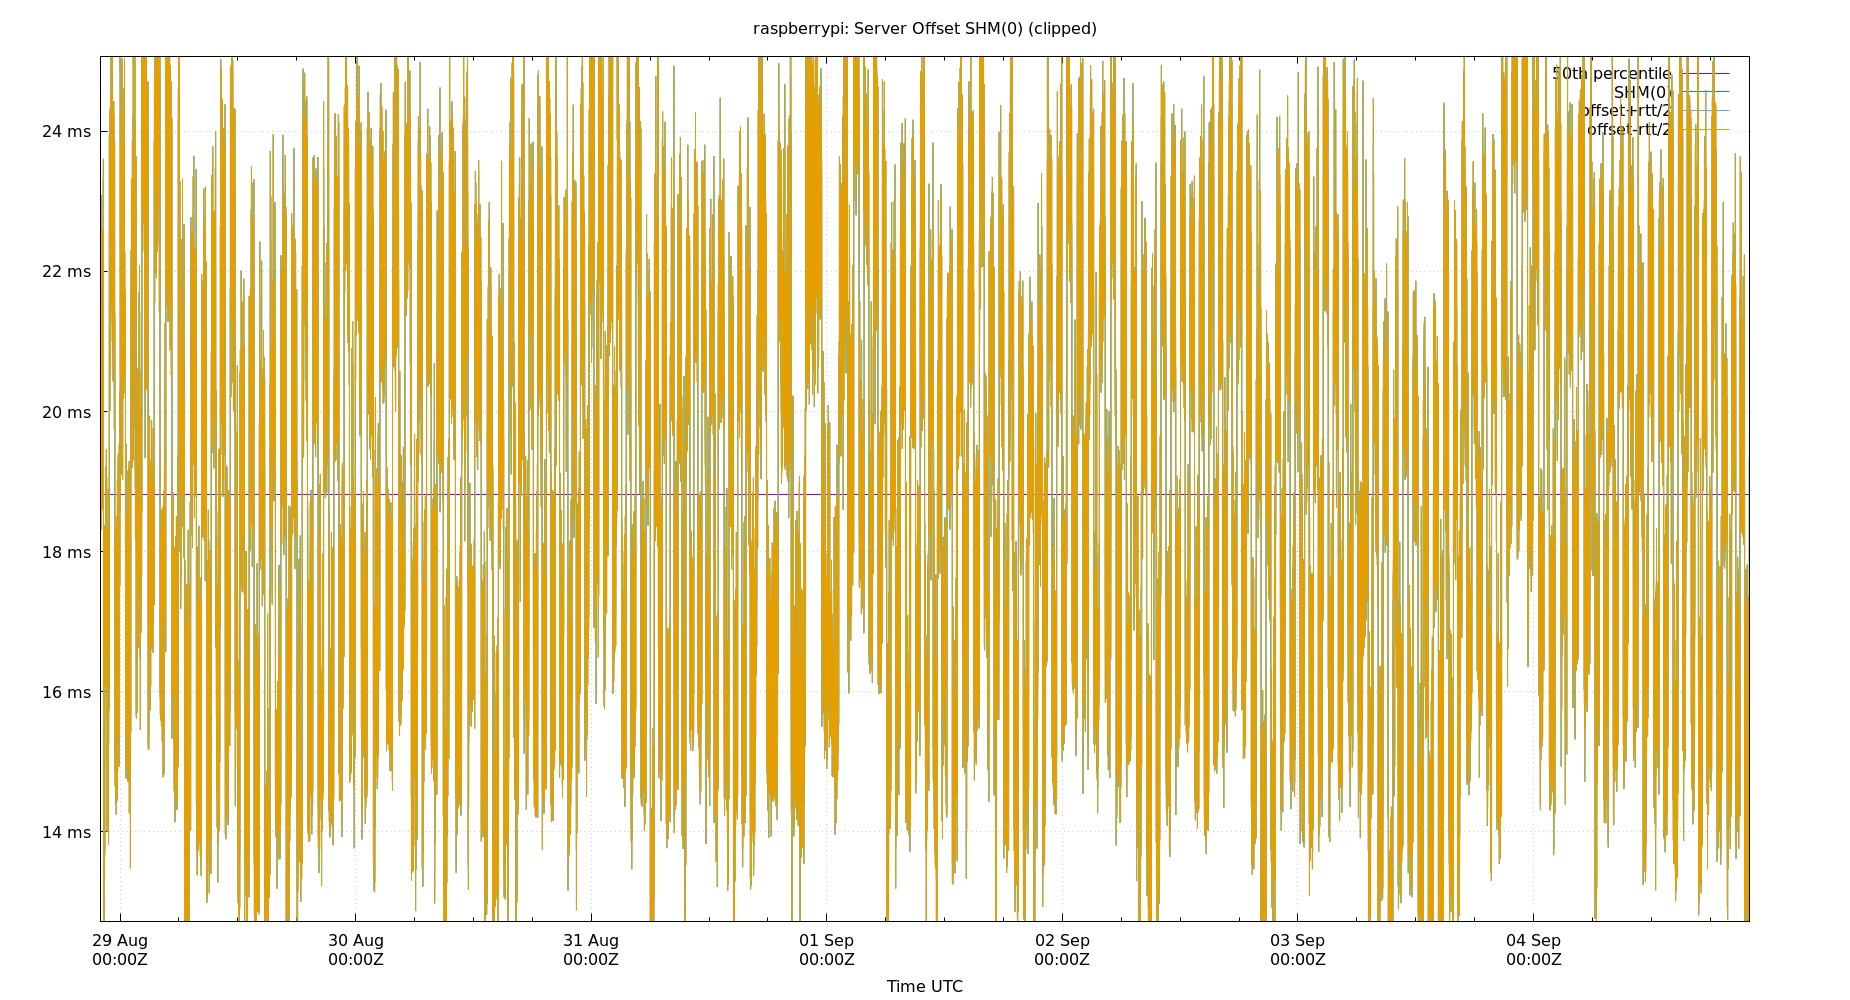 raspberrypi: Server Offset SHM(0) (clipped)
50th percentile
SHM(0)
offset+rtt/2
offset-rtt/2
24 ms
22 ms
20 ms
18 ms
16 ms
14 ms
29 Aug 30 Aug 31 Aug 01 Sep 02 Sep 03 Sep 04 Sep
00:00Z 00:00Z 00:00Z 00:00Z 00:00Z 00:00Z 00:00Z
Time UTC